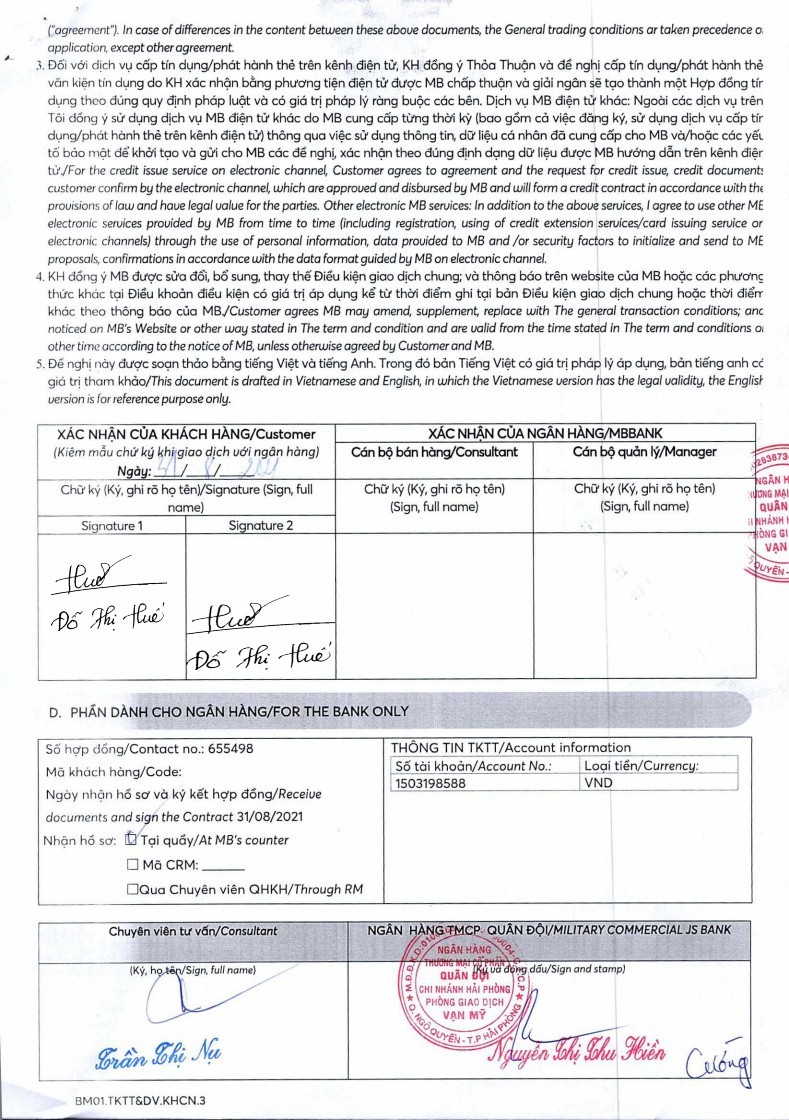 ("agreement"). In case of differences in the content between these above documents, the General trading conditions ar taken precedence o
application, except other agreement.
3. Đối với dịch vụ cấp tín dụng/phát hành thẻ trên kênh điện tử, KH đồng ý Thỏa Thuận và đề nghị cấp tín dụng/phát hành thẻ
văn kiện tín dụng do KH xác nhận bằng phương tiện điện tử được MB chấp thuận và giải ngân sẽ tạo thành một Hợp đồng tín
dụng theo đúng quy định pháp luật và có giá trị pháp lý ràng buộc các bên. Dịch vụ MB điện tử khác: Ngoài các dịch vụ trên
Tôi đồng ý sử dụng dịch vụ MB điện tử khác do MB cung cấp từng thời kỳ (bao gồm cả việc đăng ký, sử dụng dịch vụ cấp tín
dụng/phát hành thẻ trên kênh điện tử) thông qua việc sử dụng thông tin, dữ liệu cá nhân đã cung cấp cho MB và/hoặc các yếu
tố bảo mật để khởi tạo và gửi cho MB các đề nghị, xác nhận theo đúng định dạng dữ liệu được MB hướng dẫn trên kênh điện
tử./For the credit issue service on electronic channel, Customer agrees to agreement and the request for credit issue, credit documents
customer confirm by the electronic channel, which are approved and disbursed by MB and will form a credit contract in accordance with the
provisions of law and have legal value for the parties. Other electronic MB services: In addition to the above services, I agree to use other MB
electronic services provided by MB from time to time (including registration, using of credit extension services/card issuing service on
electronic channels) through the use of personal information, data provided to MB and /or security factors to initialize and send to MB
proposals, confirmations in accordance with the data format guided by MB on electronic channel.
4. KH đồng ý MB được sửa đổi, bổ sung, thay thế Điều kiện giao dịch chung; và thông báo trên website của MB hoặc các phương
thức khác tại Điều khoản điều kiện có giá trị áp dụng kể từ thời điểm ghi tại bản Điều kiện giao dịch chung hoặc thời điểm
khác theo thông báo của MB./Customer agrees MB may amend, supplement, replace with The general transaction conditions; and
noticed on MB's Website or other way stated in The term and condition and are valid from the time stated in The term and conditions o
other time according to the notice of MB, unless otherwise agreed by Customer and MB.
5. Đề nghị này được soạn thảo bằng tiếng Việt và tiếng Anh. Trong đó bản Tiếng Việt có giá trị pháp lý áp dụng, bản tiếng anh có
giá trị tham khảo/This document is drafted in Vietnamese and English, in which the Vietnamese version has the legal validity, the English
version is for reference purpose only.
XÁC NHẬN CỦA KHÁCH HÀNG/Customer
(Kiêm mẫu chữ ký khi giao dịch với ngân hàng)
Ngày: 31/ 8 / 2021
XÁC NHẬN CỦA NGÂN HÀNG/MBBANK
Cán bộ bán hàng/Consultant
Cán bộ quản lý/Manager
Chữ ký (Ký, ghi rõ họ tên)/Signature (Sign, full
name)
Chữ ký (Ký, ghi rõ họ tên)
(Sign, full name)
Chữ ký (Ký, ghi rõ họ tên)
(Sign, full name)
Signature 1
Signature 2
Huế
Đỗ Thị Huế
Huế
Đỗ Thị Huế
NGÂN H
QUÂN
VẠN
D. PHẦN DÀNH CHO NGÂN HÀNG/FOR THE BANK ONLY
Số hợp đồng/Contact no.: 655498
Mã khách hàng/Code:
Ngày nhận hồ sơ và ký kết hợp đồng/Receive
documents and sign the Contract 31/08/2021
Nhận hồ sơ: Tại quầy/At MB's counter
Mã CRM: ______
Qua Chuyên viên QHKH/Through RM
THÔNG TIN TKTT/Account information
Số tài khoản/Account No.: Loại tiền/Currency:
1503198588 VND
Chuyên viên tư vấn/Consultant
(Ký, họ tên/Sign, full name)
Trần Thị Nụ
NGÂN HÀNG TMCP QUÂN ĐỘI/MILITARY COMMERCIAL JS BANK
(Ký và đóng dấu/Sign and stamp)
NGÂN HÀNG
THƯƠNG MẠI CỔ PHẦN
QUÂN ĐỘI
CHI NHÁNH HẢI PHÒNG
PHÒNG GIAO DỊCH
VẠN MỸ
Q. NGÔ QUYỀN - T.P HẢI PHÒNG
Nguyễn Thị Thu Hiền
BM01.TKTT&DV.KHCN.3